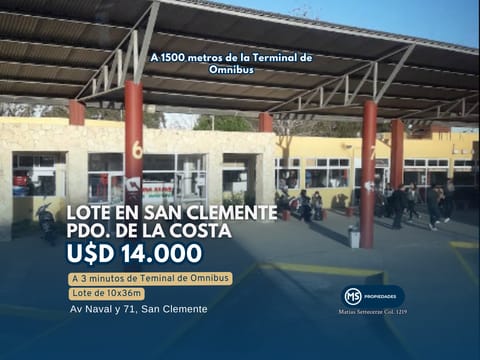 A 1500 metros de la Terminal de
Omnibus
6
7
LOTE EN SAN CLEMENTE
PDO. DE LA COSTA
U$D 14.000
A 3 minutos de Teminal de Omnibus
Lote de 10x36m
Av Naval y 71, San Clemente
MS PROPIEDADES
Matías Serrecerze Col. 1219